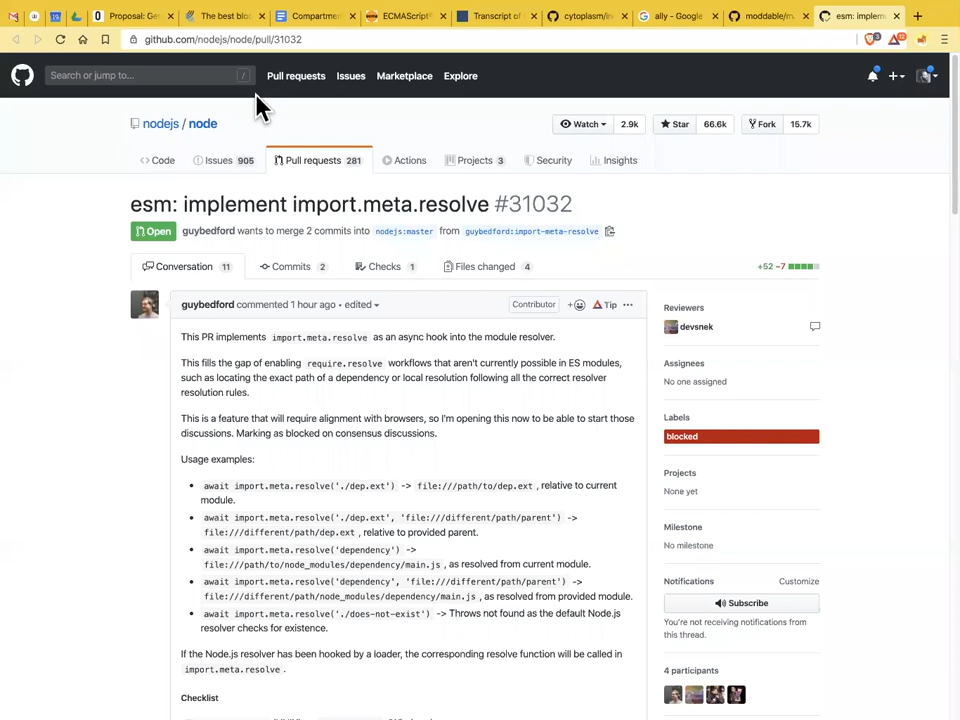 Proposal: Ge
The best bloc
Compartmen
ECMAScript®
Transcript of
cytoplasm/in
ally - Google
moddable/m
esm: implem
github.com/nodejs/node/pull/31032
Search or jump to...
/
Pull requests Issues Marketplace Explore
nodejs / node
Watch 2.9k
Star 66.6k
Fork 15.7k
Code
Issues 905
Pull requests 281
Actions
Projects 3
Security
Insights
esm: implement import.meta.resolve #31032
Open guybedford wants to merge 2 commits into nodejs:master from guybedford:import-meta-resolve
Conversation 11
Commits 2
Checks 1
Files changed 4
+52 −7
guybedford commented 1 hour ago • edited
Contributor
Tip
This PR implements import.meta.resolve as an async hook into the module resolver.
This fills the gap of enabling require.resolve workflows that aren't currently possible in ES modules,
such as locating the exact path of a dependency or local resolution following all the correct resolver
resolution rules.
This is a feature that will require alignment with browsers, so I'm opening this now to be able to start those
discussions. Marking as blocked on consensus discussions.
Usage examples:
• await import.meta.resolve('./dep.ext') -> file:///path/to/dep.ext , relative to current
module.
• await import.meta.resolve('./dep.ext', 'file:///different/path/parent') ->
file:///different/path/dep.ext , relative to provided parent.
• await import.meta.resolve('dependency') ->
file:///path/to/node_modules/dependency/main.js , as resolved from current module.
• await import.meta.resolve('dependency', 'file:///different/path/parent') ->
file:///different/path/node_modules/dependency/main.js , as resolved from provided module.
• await import.meta.resolve('./does-not-exist') -> Throws not found as the default Node.js
resolver checks for existence.
If the Node.js resolver has been hooked by a loader, the corresponding resolve function will be called in
import.meta.resolve .
Checklist
Reviewers
devsnek
Assignees
No one assigned
Labels
blocked
Projects
None yet
Milestone
No milestone
Notifications Customize
Subscribe
You're not receiving notifications from
this thread.
4 participants